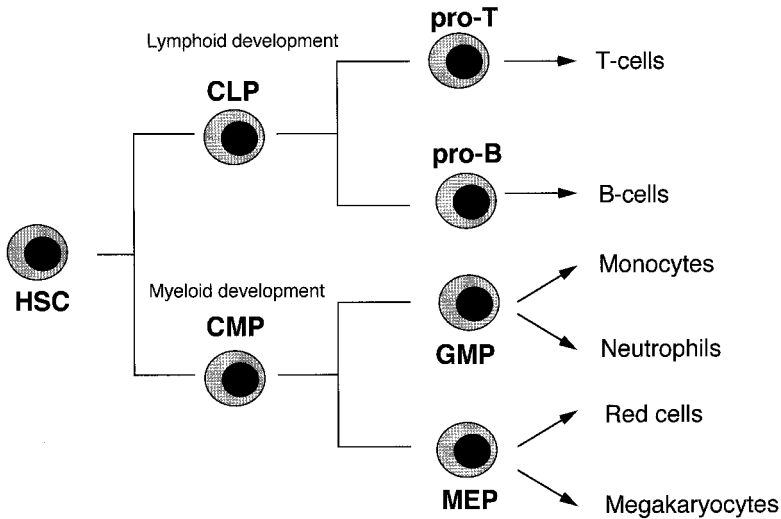 pro-T
Lymphoid development
T-cells
CLP
pro-B
B-cells
Monocytes
Myeloid development
HSC
CMP
GMP
Neutrophils
Red cells
MEP
Megakaryocytes